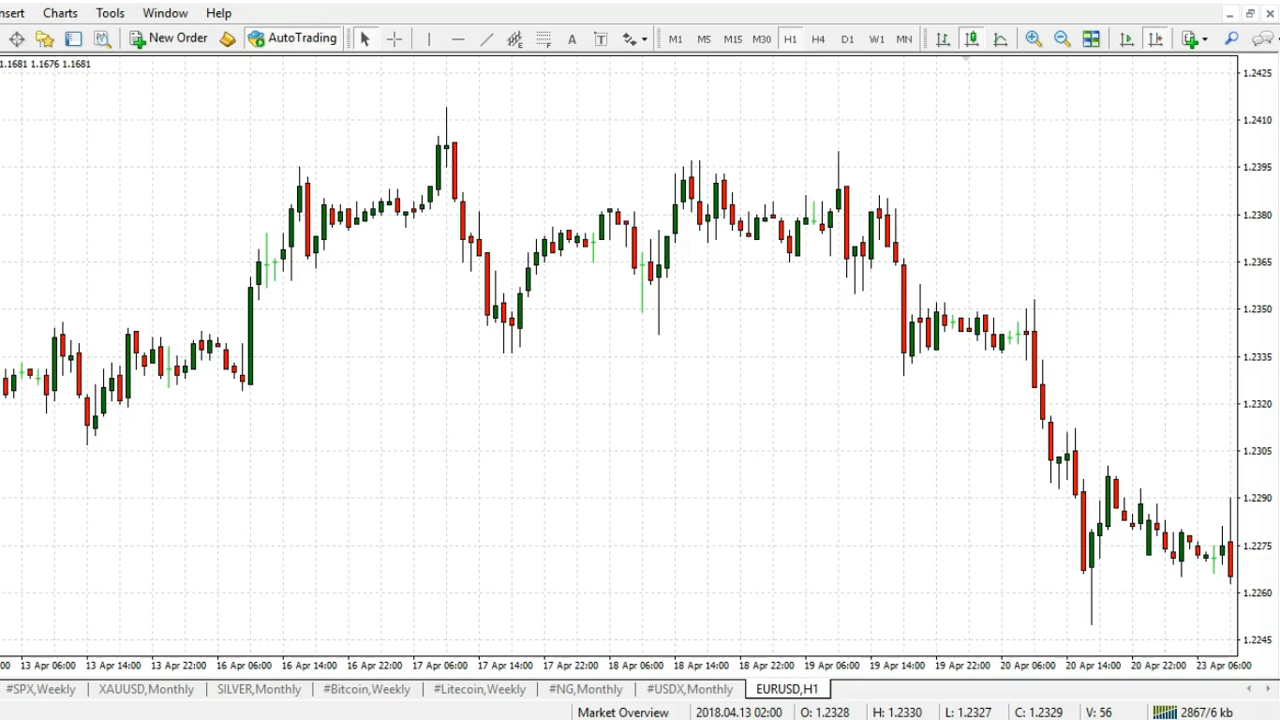 nsert Charts Tools Window Help
New Order AutoTrading A T M1 M5 M15 M30 H1 H4 D1 W1 MN
1.1681 1.1676 1.1681
1.2425
1.2410
1.2395
1.2380
1.2365
1.2350
1.2335
1.2320
1.2305
1.2290
1.2275
1.2260
1.2245
:00 13 Apr 06:00 13 Apr 14:00 13 Apr 22:00 16 Apr 06:00 16 Apr 14:00 16 Apr 22:00 17 Apr 06:00 17 Apr 14:00 17 Apr 22:00 18 Apr 06:00 18 Apr 14:00 18 Apr 22:00 19 Apr 06:00 19 Apr 14:00 19 Apr 22:00 20 Apr 06:00 20 Apr 14:00 20 Apr 22:00 23 Apr 06:00
#SPX,Weekly XAUUSD,Monthly SILVER,Monthly #Bitcoin,Weekly #Litecoin,Weekly #NG,Monthly #USDX,Monthly EURUSD,H1
Market Overview 2018.04.13 02:00 O: 1.2328 H: 1.2330 L: 1.2327 C: 1.2329 V: 56 2867/6 kb